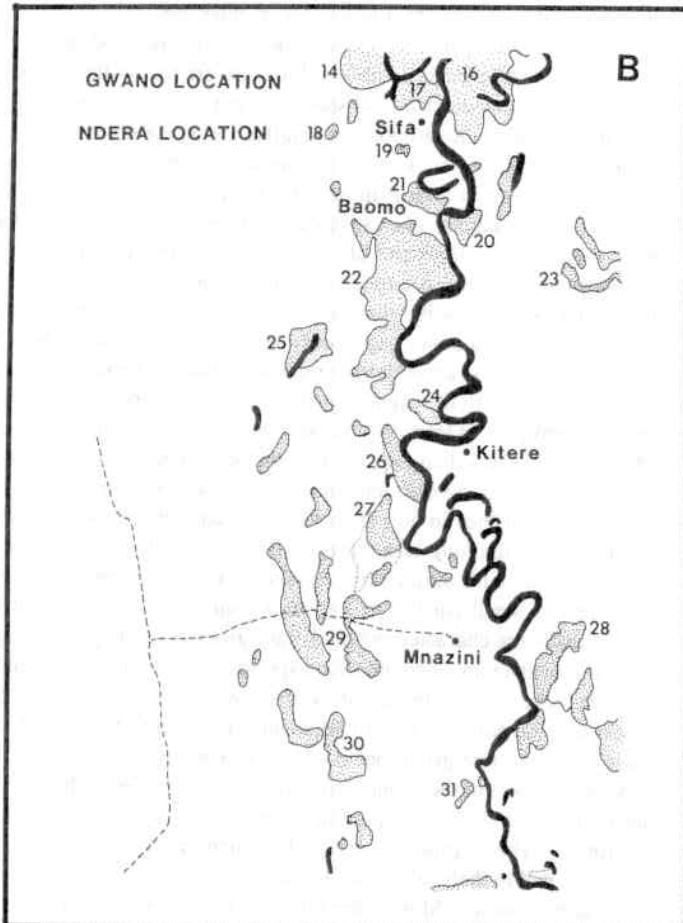 B
14
16
GWANO LOCATION
17
NDERA LOCATION
18
Sifa
19
21
Baomo
20
22
23
25
24
Kitere
26
27
28
29
Mnazini
30
31